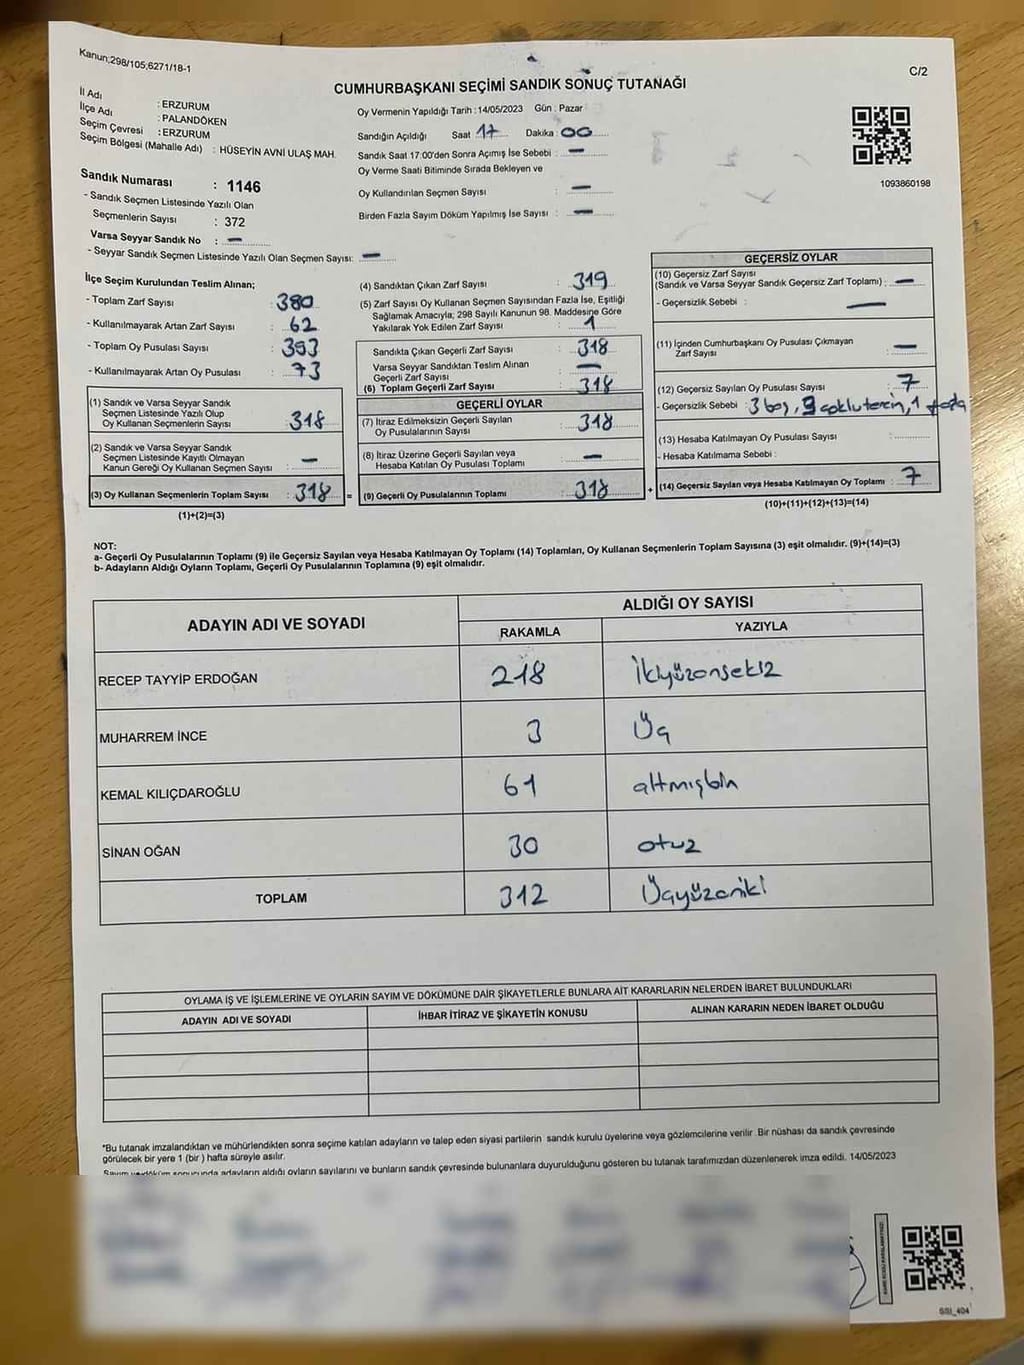 Kanun;298/105,6271/18-1
C/2
CUMHURBAŞKANI SEÇİMİ SANDIK SONUÇ TUTANAĞI
İl Adı : ERZURUM
İlçe Adı : PALANDÖKEN
Seçim Çevresi : ERZURUM
Seçim Bölgesi (Mahalle Adı) : HÜSEYİN AVNİ ULAŞ MAH.
Sandık Numarası : 1146
- Sandık Seçmen Listesinde Yazılı Olan
Seçmenlerin Sayısı : 372
Varsa Seyyar Sandık No : —
- Seyyar Sandık Seçmen Listesinde Yazılı Olan Seçmen Sayısı: —
Oy Vermenin Yapıldığı Tarih : 14/05/2023 Gün : Pazar
Sandığın Açıldığı Saat 17 Dakika : 00
Sandık Saat 17:00'den Sonra Açımış İse Sebebi : —
Oy Verme Saati Bitiminde Sırada Bekleyen ve
Oy Kullandırılan Seçmen Sayısı : —
Birden Fazla Sayım Döküm Yapılmış İse Sayısı : —
1093860198
İlçe Seçim Kurulundan Teslim Alınan;
- Toplam Zarf Sayısı : 380
- Kullanılmayarak Artan Zarf Sayısı : 62
- Toplam Oy Pusulası Sayısı : 393
- Kullanılmayarak Artan Oy Pusulası : 73
(1) Sandık ve Varsa Seyyar Sandık
Seçmen Listesinde Yazılı Olup
Oy Kullanan Seçmenlerin Sayısı : 318
(2) Sandık ve Varsa Seyyar Sandık
Seçmen Listesinde Kayıtlı Olmayan
Kanun Gereği Oy Kullanan Seçmen Sayısı : —
(3) Oy Kullanan Seçmenlerin Toplam Sayısı : 318
(1)+(2)=(3)
(4) Sandıktan Çıkan Zarf Sayısı : 319
(5) Zarf Sayısı Oy Kullanan Seçmen Sayısından Fazla İse, Eşitliği
Sağlamak Amacıyla; 298 Sayılı Kanunun 98. Maddesine Göre
Yakılarak Yok Edilen Zarf Sayısı : 1
Sandıkta Çıkan Geçerli Zarf Sayısı : 318
Varsa Seyyar Sandıktan Teslim Alınan
Geçerli Zarf Sayısı : —
(6) Toplam Geçerli Zarf Sayısı : 318
GEÇERLİ OYLAR
(7) İtiraz Edilmeksizin Geçerli Sayılan
Oy Pusulalarının Sayısı : 318
(8) İtiraz Üzerine Geçerli Sayılan veya
Hesaba Katılan Oy Pusulası Toplamı : —
= (9) Geçerli Oy Pusulalarının Toplamı : 318
GEÇERSİZ OYLAR
(10) Geçersiz Zarf Sayısı
(Sandık ve Varsa Seyyar Sandık Geçersiz Zarf Toplamı) : —
- Geçersizlik Sebebi : —
(11) İçinden Cumhurbaşkanı Oy Pusulası Çıkmayan
Zarf Sayısı : —
(12) Geçersiz Sayılan Oy Pusulası Sayısı : 7
- Geçersizlik Sebebi : 3 boş, 3 çoklu tercih, 1 fazla
(13) Hesaba Katılmayan Oy Pusulası Sayısı :
- Hesaba Katılmama Sebebi :
+ (14) Geçersiz Sayılan veya Hesaba Katılmayan Oy Toplamı : 7
(10)+(11)+(12)+(13)=(14)
NOT:
a- Geçerli Oy Pusulalarının Toplamı (9) ile Geçersiz Sayılan veya Hesaba Katılmayan Oy Toplamı (14) Toplamları, Oy Kullanan Seçmenlerin Toplam Sayısına (3) eşit olmalıdır. (9)+(14)=(3)
b- Adayların Aldığı Oyların Toplamı, Geçerli Oy Pusulalarının Toplamına (9) eşit olmalıdır.
ADAYIN ADI VE SOYADI
ALDIĞI OY SAYISI
RAKAMLA YAZIYLA
RECEP TAYYİP ERDOĞAN 218 İkiyüzonsekiz
MUHARREM İNCE 3 Üç
KEMAL KILIÇDAROĞLU 61 altmışbir
SİNAN OĞAN 30 otuz
TOPLAM 312 Üçyüzoniki
OYLAMA İŞ VE İŞLEMLERİNE VE OYLARIN SAYIM VE DÖKÜMÜNE DAİR ŞİKAYETLERLE BUNLARA AİT KARARLARIN NELERDEN İBARET BULUNDUKLARI
ADAYIN ADI VE SOYADI İHBAR İTİRAZ VE ŞİKAYETİN KONUSU ALINAN KARARIN NEDEN İBARET OLDUĞU
*Bu tutanak imzalandıktan ve mühürlendikten sonra seçime katılan adayların ve talep eden siyasi partilerin sandık kurulu üyelerine veya gözlemcilerine verilir. Bir nüshası da sandık çevresinde
görülecek bir yere 1 (bir) hafta süreyle asılır.
Sayım ve döküm sonucunda adayların aldığı oyların sayılarını ve bunların sandık çevresinde bulunanlara duyurulduğunu gösteren bu tutanak tarafımızdan düzenlenerek imza edildi. 14/05/2023
SSI_404